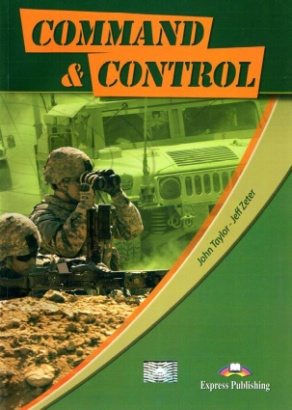 COMMAND
& CONTROL
John Taylor - Jeff Zeter
Express Publishing